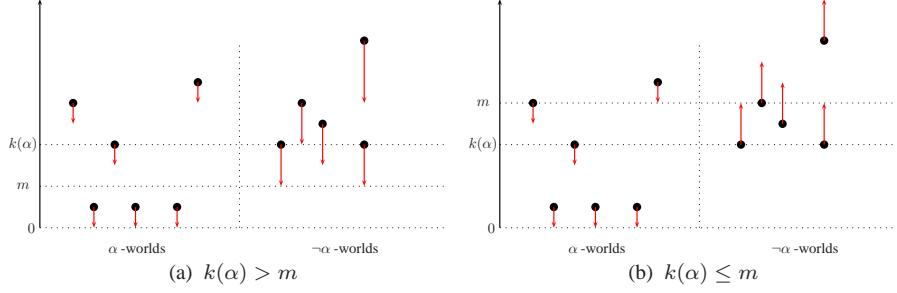 k(α)
m
0
α -worlds
¬α -worlds
(a) k(α) > m
m
k(α)
0
α -worlds
¬α -worlds
(b) k(α) ≤ m